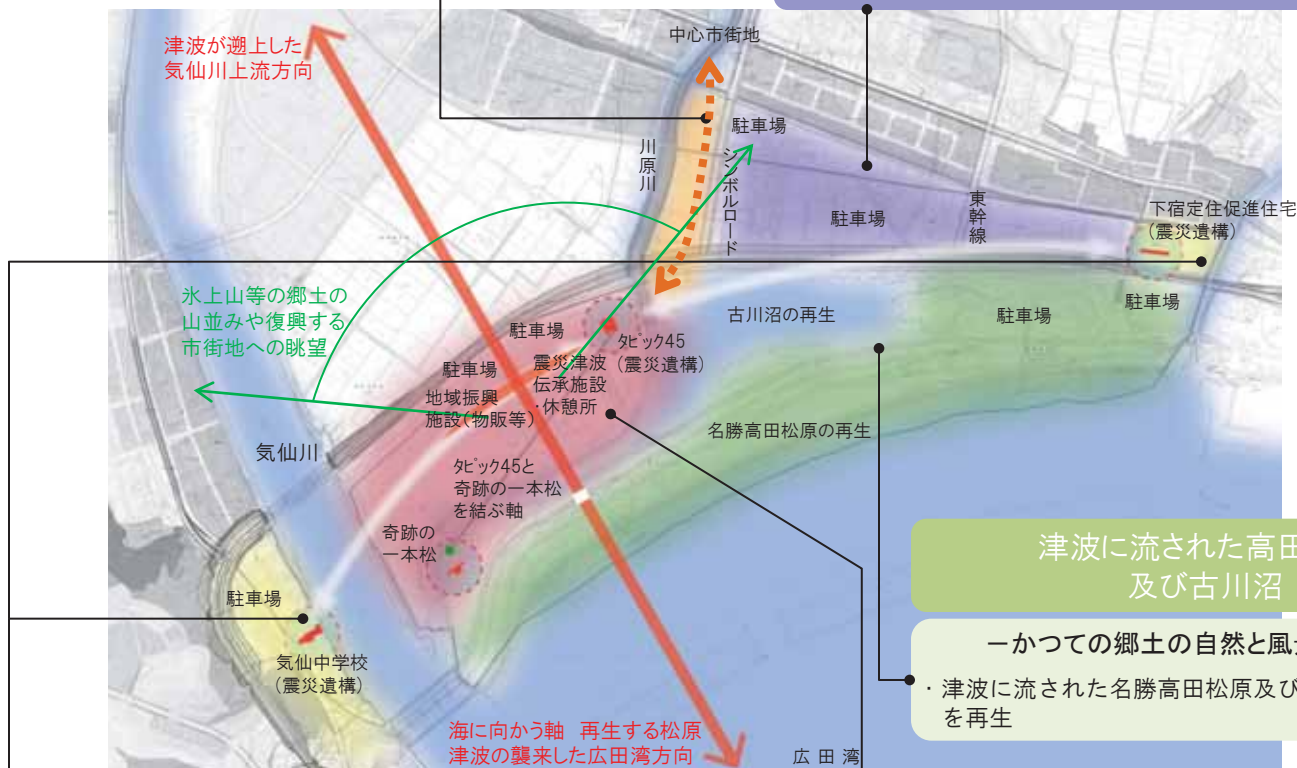 津波が遡上した
気仙川上流方向
中心市街地
駐車場
川原川
シンボルロード
駐車場
東幹線
下宿定住促進住宅
(震災遺構)
駐車場
氷上山等の郷土の
山並みや復興する
市街地への眺望
古川沼の再生
駐車場
駐車場
タピック45
(震災遺構)
駐車場
震災津波
伝承施設
・休憩所
地域振興
施設(物販等)
名勝高田松原の再生
気仙川
タピック45と
奇跡の一本松
を結ぶ軸
奇跡の
一本松
駐車場
気仙中学校
(震災遺構)
津波に流された高田
及び古川沼
－かつての郷土の自然と風
・津波に流された名勝高田松原及び
を再生
海に向かう軸 再生する松原
津波の襲来した広田湾方向
広田湾